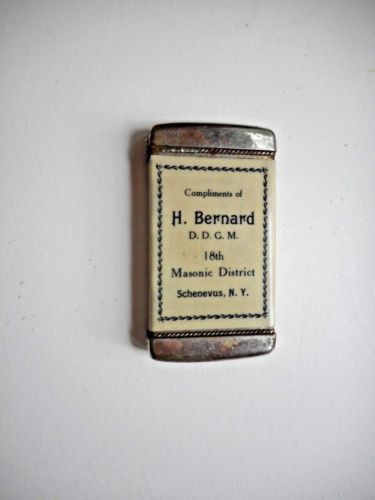 Compliments of
H. Bernard
D. D. G. M.
18th
Masonic District
Schenevus, N. Y.